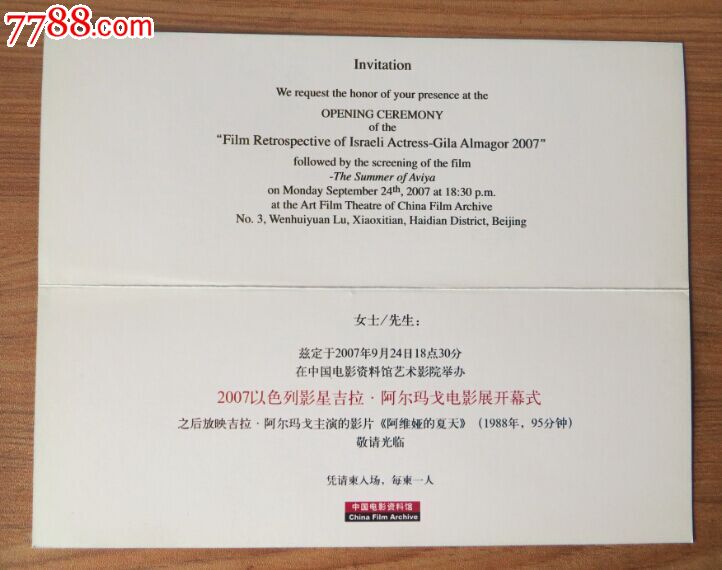 7788.com
Invitation
We request the honor of your presence at the
OPENING CEREMONY
of the
"Film Retrospective of Israeli Actress-Gila Almagor 2007"
followed by the screening of the film
-The Summer of Aviya
on Monday September 24th, 2007 at 18:30 p.m.
at the Art Film Theatre of China Film Archive
No. 3, Wenhuiyuan Lu, Xiaoxitian, Haidian District, Beijing
女士/先生:
兹定于2007年9月24日18点30分
在中国电影资料馆艺术影院举办
2007以色列影星吉拉·阿尔玛戈电影展开幕式
之后放映吉拉·阿尔玛戈主演的影片《阿维娅的夏天》(1988年,95分钟)
敬请光临
凭请柬入场,每柬一人
中国电影资料馆
China Film Archive